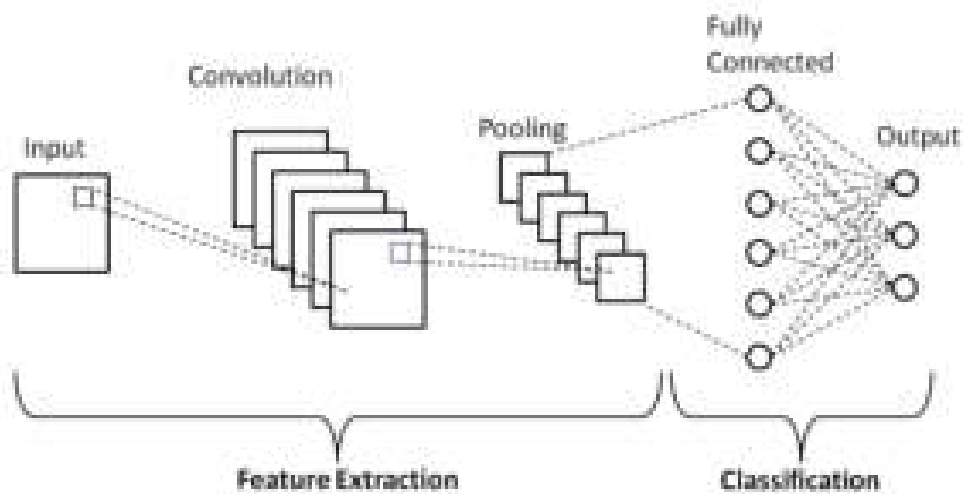 Fully
Connected
Convolution
Pooling
Output
Input
Feature Extraction
Classification